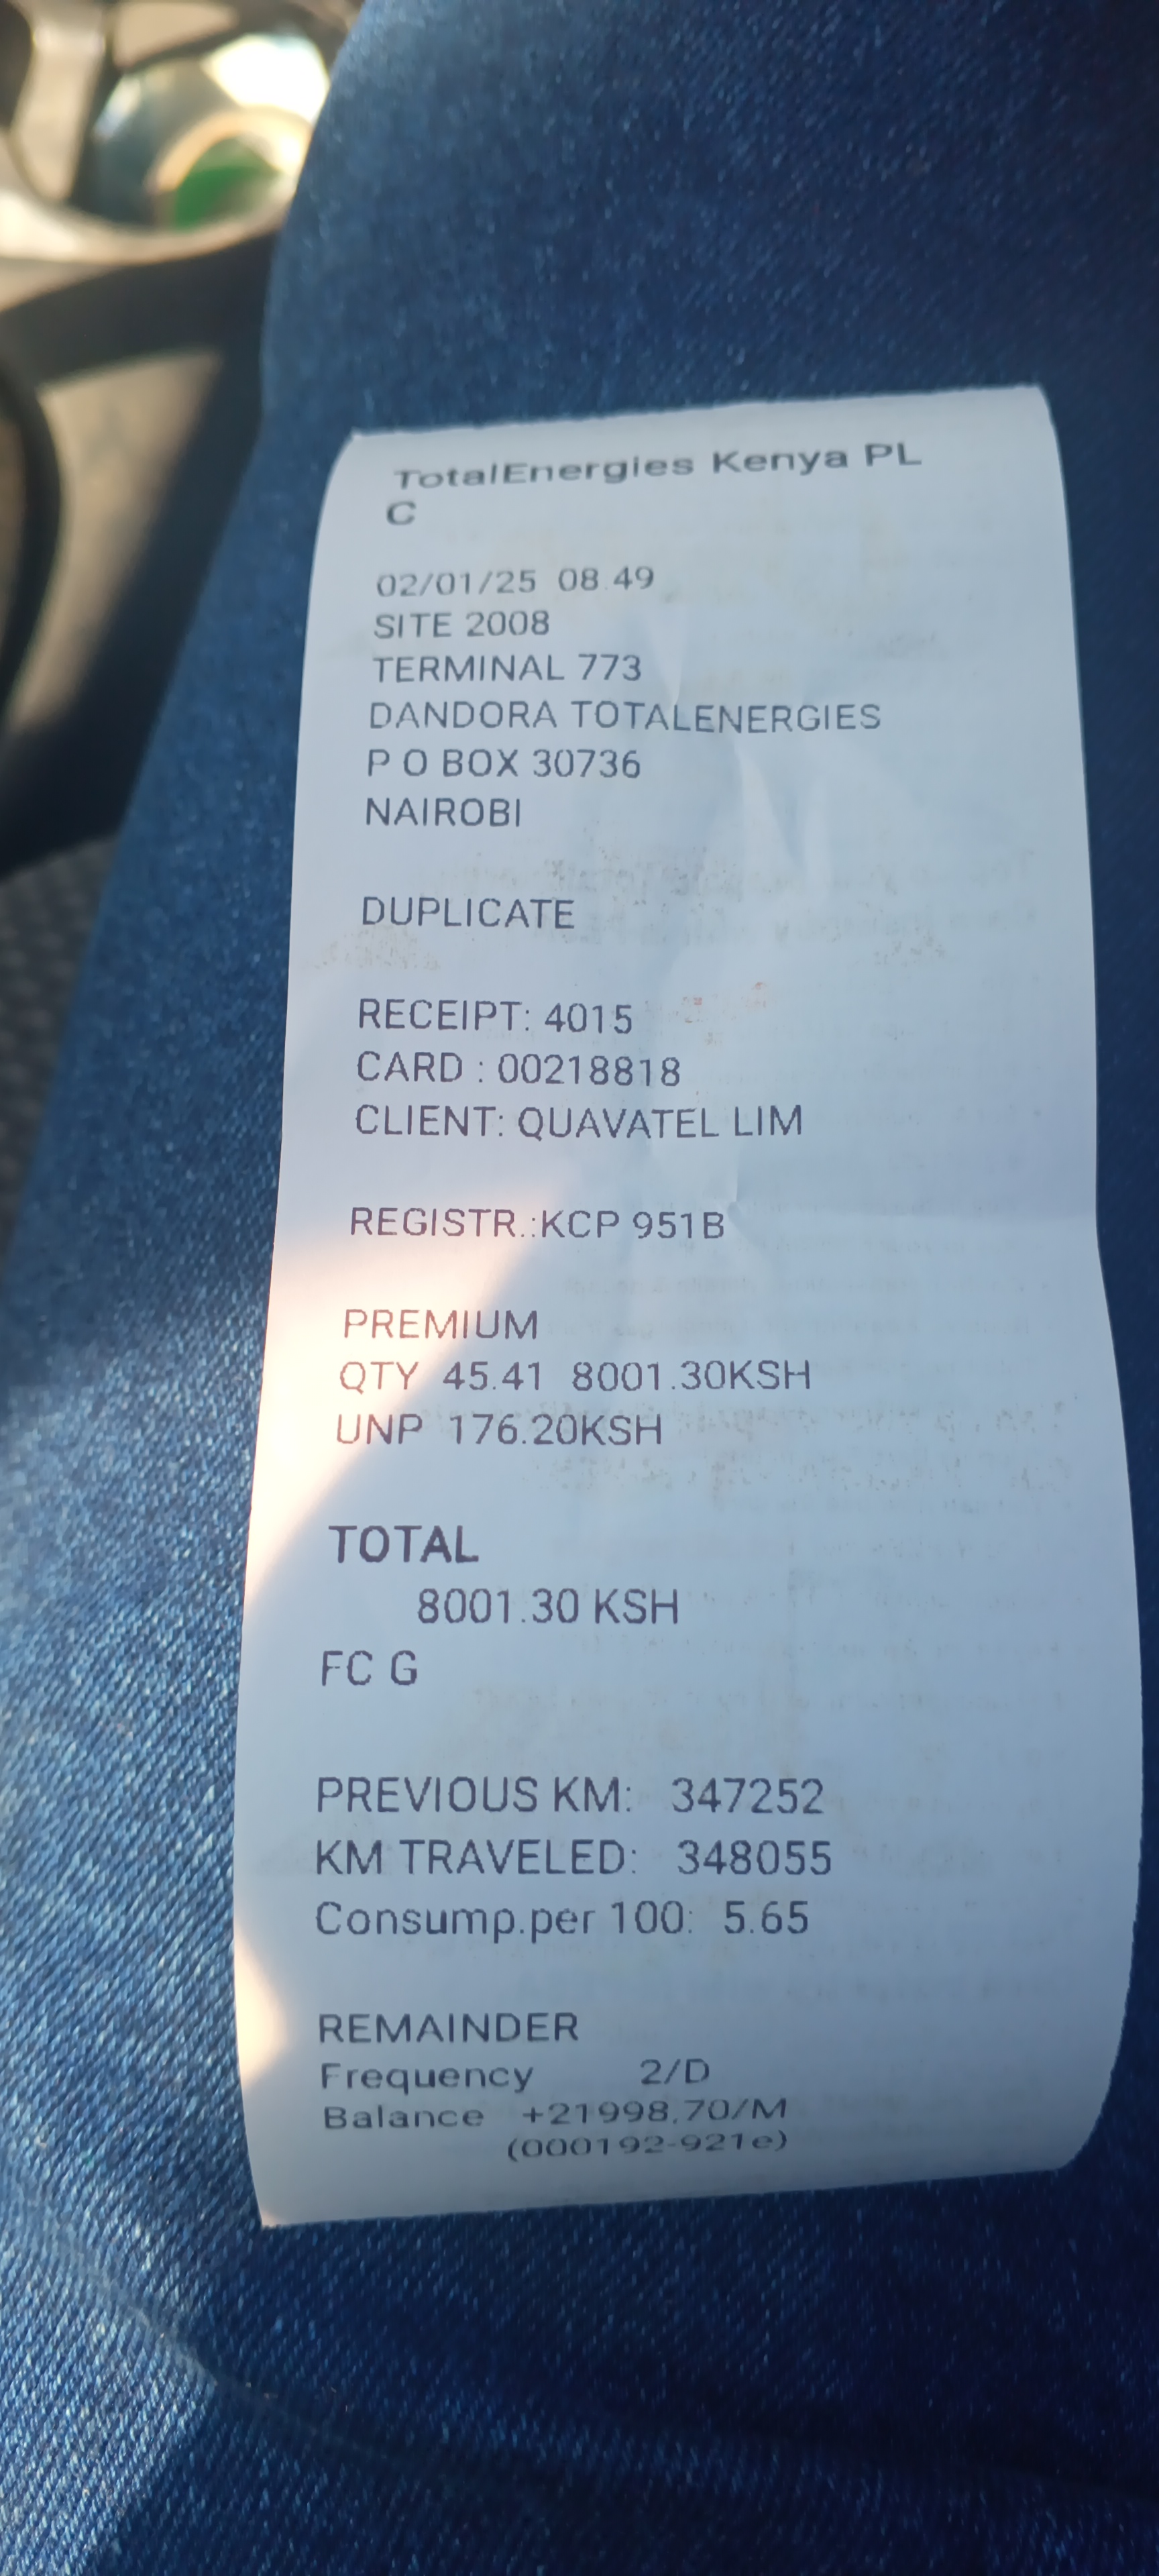 TotalEnergies Kenya PL
C
02/01/25 08.49
SITE 2008
TERMINAL 773
DANDORA TOTALENERGIES
P O BOX 30736
NAIROBI
DUPLICATE
RECEIPT: 4015
CARD : 00218818
CLIENT: QUAVATEL LIM
REGISTR.:KCP 951B
PREMIUM
QTY 45.41 8001.30KSH
UNP 176.20KSH
TOTAL
8001.30 KSH
FC G
PREVIOUS KM: 347252
KM TRAVELED: 348055
Consump.per 100: 5.65
REMAINDER
Frequency 2/D
Balance +21998.70/M
(000192-921e)